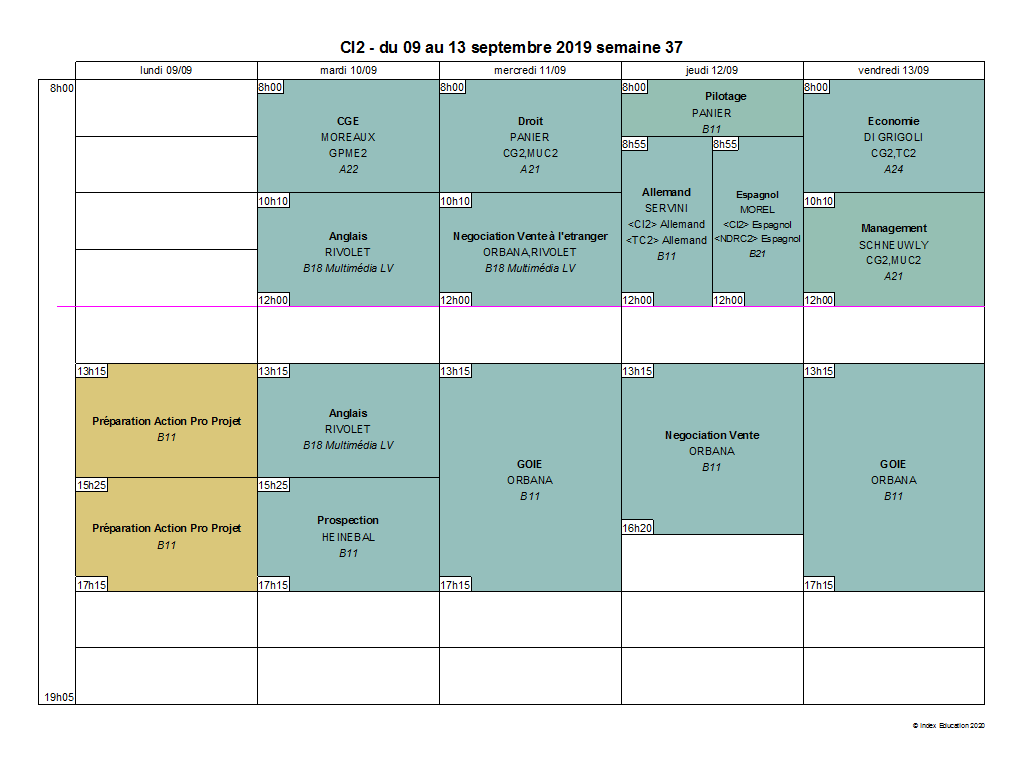 CI2 - du 09 au 13 septembre 2019 semaine 37
lundi 09/09
mardi 10/09
mercredi 11/09
jeudi 12/09
vendredi 13/09
8h00
19h05
13h15
Préparation Action Pro Projet
B11
15h25
Préparation Action Pro Projet
B11
17h15
8h00
CGE
MOREAUX
GPME2
A22
10h10
Anglais
RIVOLET
B18 Multimédia LV
12h00
13h15
Anglais
RIVOLET
B18 Multimédia LV
15h25
Prospection
HEINEBAL
B11
17h15
8h00
Droit
PANIER
CG2,MUC2
A21
10h10
Negociation Vente à l'etranger
ORBANA,RIVOLET
B18 Multimédia LV
12h00
13h15
GOIE
ORBANA
B11
17h15
8h00
Pilotage
PANIER
B11
8h55
Allemand
SERVINI
<CI2> Allemand
<TC2> Allemand
B11
12h00
8h55
Espagnol
MOREL
<CI2> Espagnol
<NDRC2> Espagnol
B21
12h00
13h15
Negociation Vente
ORBANA
B11
16h20
8h00
Economie
DI GRIGOLI
CG2,TC2
A24
10h10
Management
SCHNEUWLY
CG2,MUC2
A21
12h00
13h15
GOIE
ORBANA
B11
17h15
© Index Education 2020